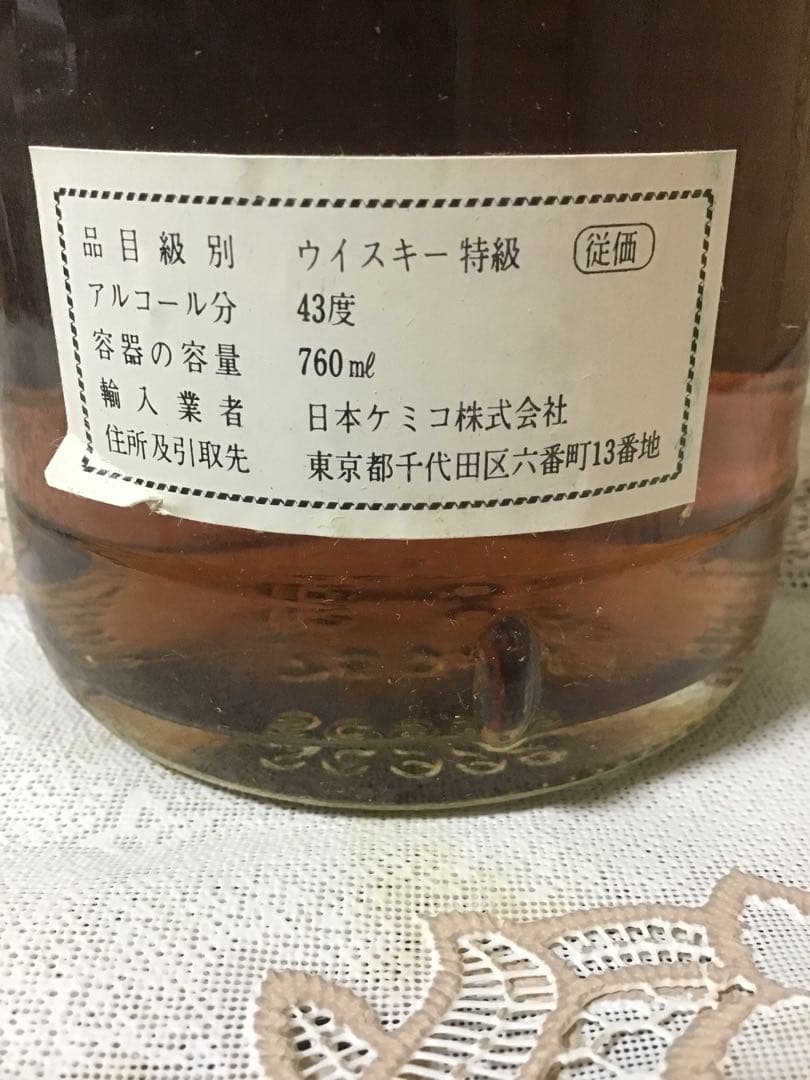 品目級別 ウイスキー特級 従価
アルコール分 43度
容器の容量 760㎖
輸入業者 日本ケミコ株式会社
住所及引取先 東京都千代田区六番町13番地